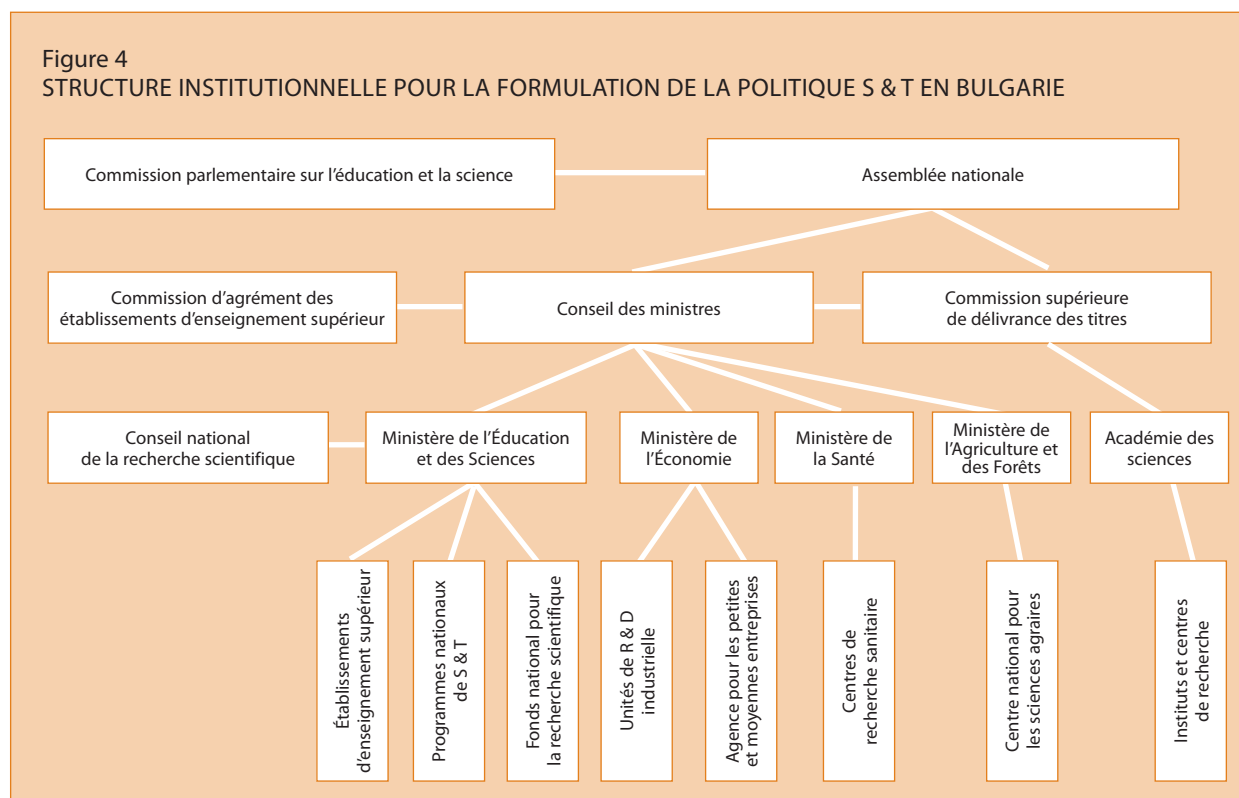 Figure 4
STRUCTURE INSTITUTIONNELLE POUR LA FORMULATION DE LA POLITIQUE S & T EN BULGARIE
Commission parlementaire sur l'éducation et la science
Assemblée nationale
Commission d'agrément des
établissements d'enseignement supérieur
Conseil des ministres
Commission supérieure
de délivrance des titres
Conseil national
de la recherche scientifique
Ministère de l'Éducation
et des Sciences
Ministère de
l'Économie
Ministère de
la Santé
Ministère de
l'Agriculture et
des Forêts
Académie des
sciences
Établissements
d'enseignement supérieur
Programmes nationaux
de S & T
Fonds national pour
la recherche scientifique
Unités de R & D
industrielle
Agence pour les petites
et moyennes entreprises
Centres de
recherche sanitaire
Centre national pour
les sciences agraires
Instituts et centres
de recherche